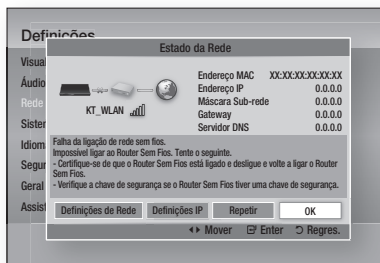 Definições
Estado da Rede
Visual
Áudio
Rede
Sister
Idiom
Segur
Geral
Assist
KT_WLAN
Endereço MAC XX:XX:XX:XX:XX:XX
Endereço IP 0.0.0.0
Máscara Sub-rede 0.0.0.0
Gateway 0.0.0.0
Servidor DNS 0.0.0.0
Falha da ligação de rede sem fios.
Impossível ligar ao Router Sem Fios. Tente o seguinte.
- Certifique-se de que o Router Sem Fios está ligado e desligue e volte a ligar o Router
Sem Fios.
- Verifique a chave de segurança se o Router Sem Fios tiver uma chave de segurança.
Definições de Rede Definições IP Repetir OK
Mover Enter Regres.